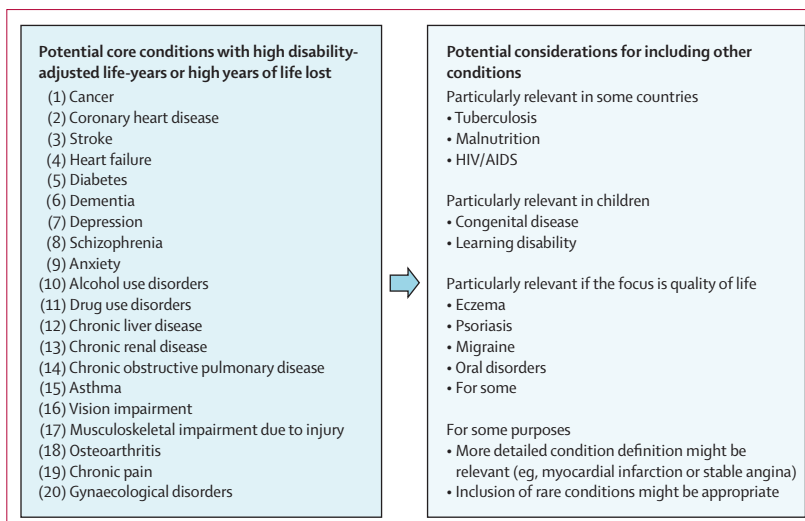 Potential core conditions with high disability-
adjusted life-years or high years of life lost
(1) Cancer
(2) Coronary heart disease
(3) Stroke
(4) Heart failure
(5) Diabetes
(6) Dementia
(7) Depression
(8) Schizophrenia
(9) Anxiety
(10) Alcohol use disorders
(11) Drug use disorders
(12) Chronic liver disease
(13) Chronic renal disease
(14) Chronic obstructive pulmonary disease
(15) Asthma
(16) Vision impairment
(17) Musculoskeletal impairment due to injury
(18) Osteoarthritis
(19) Chronic pain
(20) Gynaecological disorders
Potential considerations for including other
conditions
Particularly relevant in some countries
• Tuberculosis
• Malnutrition
• HIV/AIDS
Particularly relevant in children
• Congenital disease
• Learning disability
Particularly relevant if the focus is quality of life
• Eczema
• Psoriasis
• Migraine
• Oral disorders
• For some
For some purposes
• More detailed condition definition might be
relevant (eg, myocardial infarction or stable angina)
• Inclusion of rare conditions might be appropriate